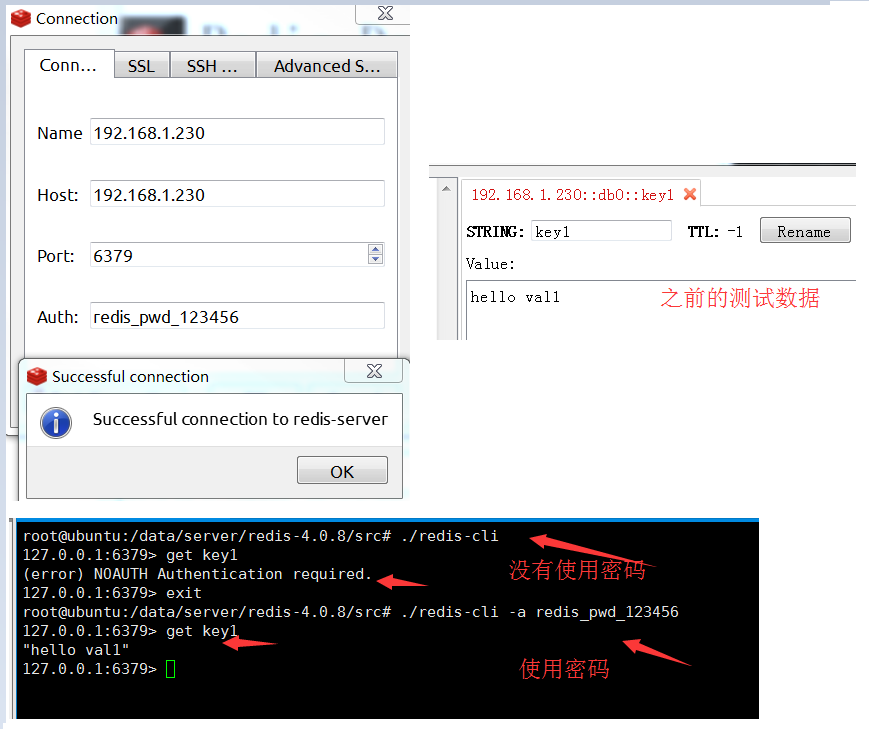 Connection
Conn...
SSL
SSH ...
Advanced S...
Name
192.168.1.230
Host:
192.168.1.230
Port:
6379
Auth:
redis_pwd_123456
Successful connection
Successful connection to redis-server
OK
192.168.1.230::db0::key1
STRING: key1 TTL: -1 Rename
Value:
hello val1
之前的测试数据
root@ubuntu:/data/server/redis-4.0.8/src# ./redis-cli
127.0.0.1:6379> get key1
(error) NOAUTH Authentication required.
没有使用密码
127.0.0.1:6379> exit
root@ubuntu:/data/server/redis-4.0.8/src# ./redis-cli -a redis_pwd_123456
127.0.0.1:6379> get key1
"hello val1"
127.0.0.1:6379>
使用密码